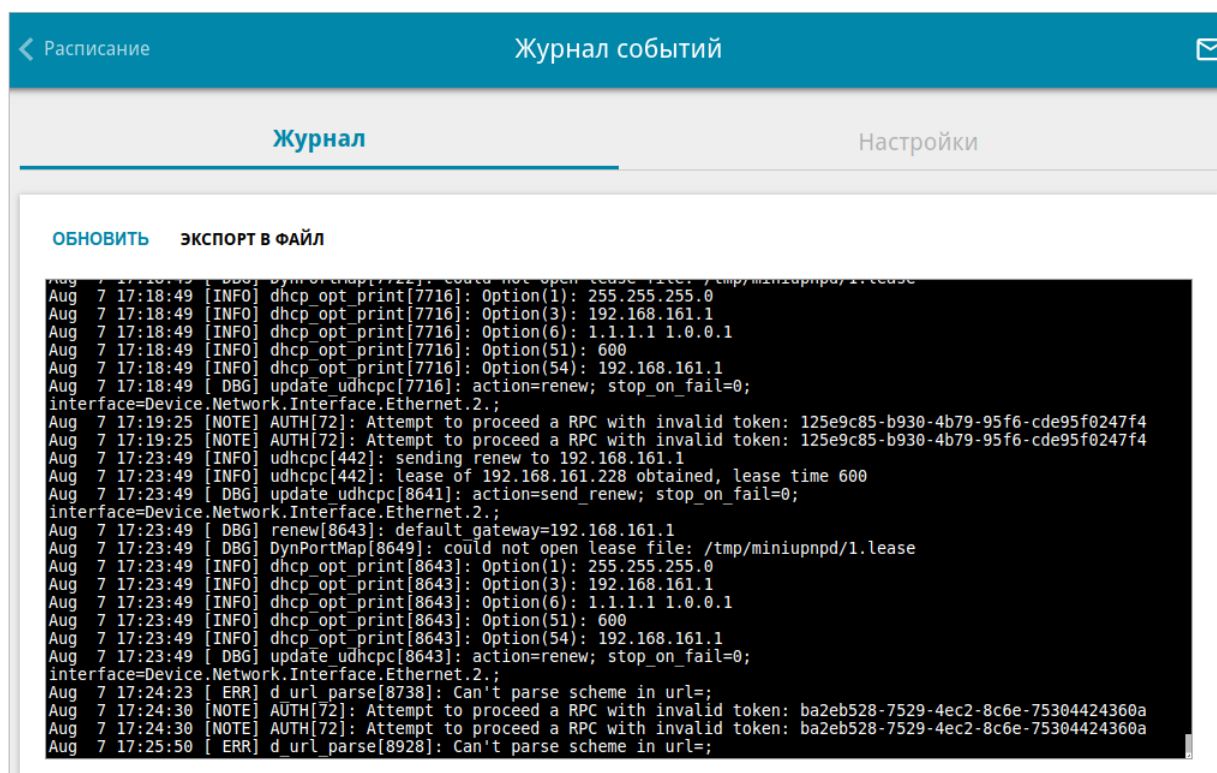 Расписание
Журнал событий
Журнал
Настройки
ОБНОВИТЬ
ЭКСПОРТ В ФАЙЛ
Aug  7 17:18:49 [ DBG] DynPortMap[7722]: could not open lease file: /tmp/miniupnpd/1.lease
Aug  7 17:18:49 [INFO] dhcp_opt_print[7716]: Option(1): 255.255.255.0
Aug  7 17:18:49 [INFO] dhcp_opt_print[7716]: Option(3): 192.168.161.1
Aug  7 17:18:49 [INFO] dhcp_opt_print[7716]: Option(6): 1.1.1.1 1.0.0.1
Aug  7 17:18:49 [INFO] dhcp_opt_print[7716]: Option(51): 600
Aug  7 17:18:49 [INFO] dhcp_opt_print[7716]: Option(54): 192.168.161.1
Aug  7 17:18:49 [ DBG] update_udhcpc[7716]: action=renew; stop_on_fail=0;
interface=Device.Network.Interface.Ethernet.2.;
Aug  7 17:19:25 [NOTE] AUTH[72]: Attempt to proceed a RPC with invalid token: 125e9c85-b930-4b79-95f6-cde95f0247f4
Aug  7 17:19:25 [NOTE] AUTH[72]: Attempt to proceed a RPC with invalid token: 125e9c85-b930-4b79-95f6-cde95f0247f4
Aug  7 17:23:49 [INFO] udhcpc[442]: sending renew to 192.168.161.1
Aug  7 17:23:49 [INFO] udhcpc[442]: lease of 192.168.161.228 obtained, lease time 600
Aug  7 17:23:49 [ DBG] update_udhcpc[8641]: action=send_renew; stop_on_fail=0;
interface=Device.Network.Interface.Ethernet.2.;
Aug  7 17:23:49 [ DBG] renew[8643]: default_gateway=192.168.161.1
Aug  7 17:23:49 [ DBG] DynPortMap[8649]: could not open lease file: /tmp/miniupnpd/1.lease
Aug  7 17:23:49 [INFO] dhcp_opt_print[8643]: Option(1): 255.255.255.0
Aug  7 17:23:49 [INFO] dhcp_opt_print[8643]: Option(3): 192.168.161.1
Aug  7 17:23:49 [INFO] dhcp_opt_print[8643]: Option(6): 1.1.1.1 1.0.0.1
Aug  7 17:23:49 [INFO] dhcp_opt_print[8643]: Option(51): 600
Aug  7 17:23:49 [INFO] dhcp_opt_print[8643]: Option(54): 192.168.161.1
Aug  7 17:23:49 [ DBG] update_udhcpc[8643]: action=renew; stop_on_fail=0;
interface=Device.Network.Interface.Ethernet.2.;
Aug  7 17:24:23 [ ERR] d_url_parse[8738]: Can't parse scheme in url=;
Aug  7 17:24:30 [NOTE] AUTH[72]: Attempt to proceed a RPC with invalid token: ba2eb528-7529-4ec2-8c6e-75304424360a
Aug  7 17:24:30 [NOTE] AUTH[72]: Attempt to proceed a RPC with invalid token: ba2eb528-7529-4ec2-8c6e-75304424360a
Aug  7 17:25:50 [ ERR] d_url_parse[8928]: Can't parse scheme in url=;